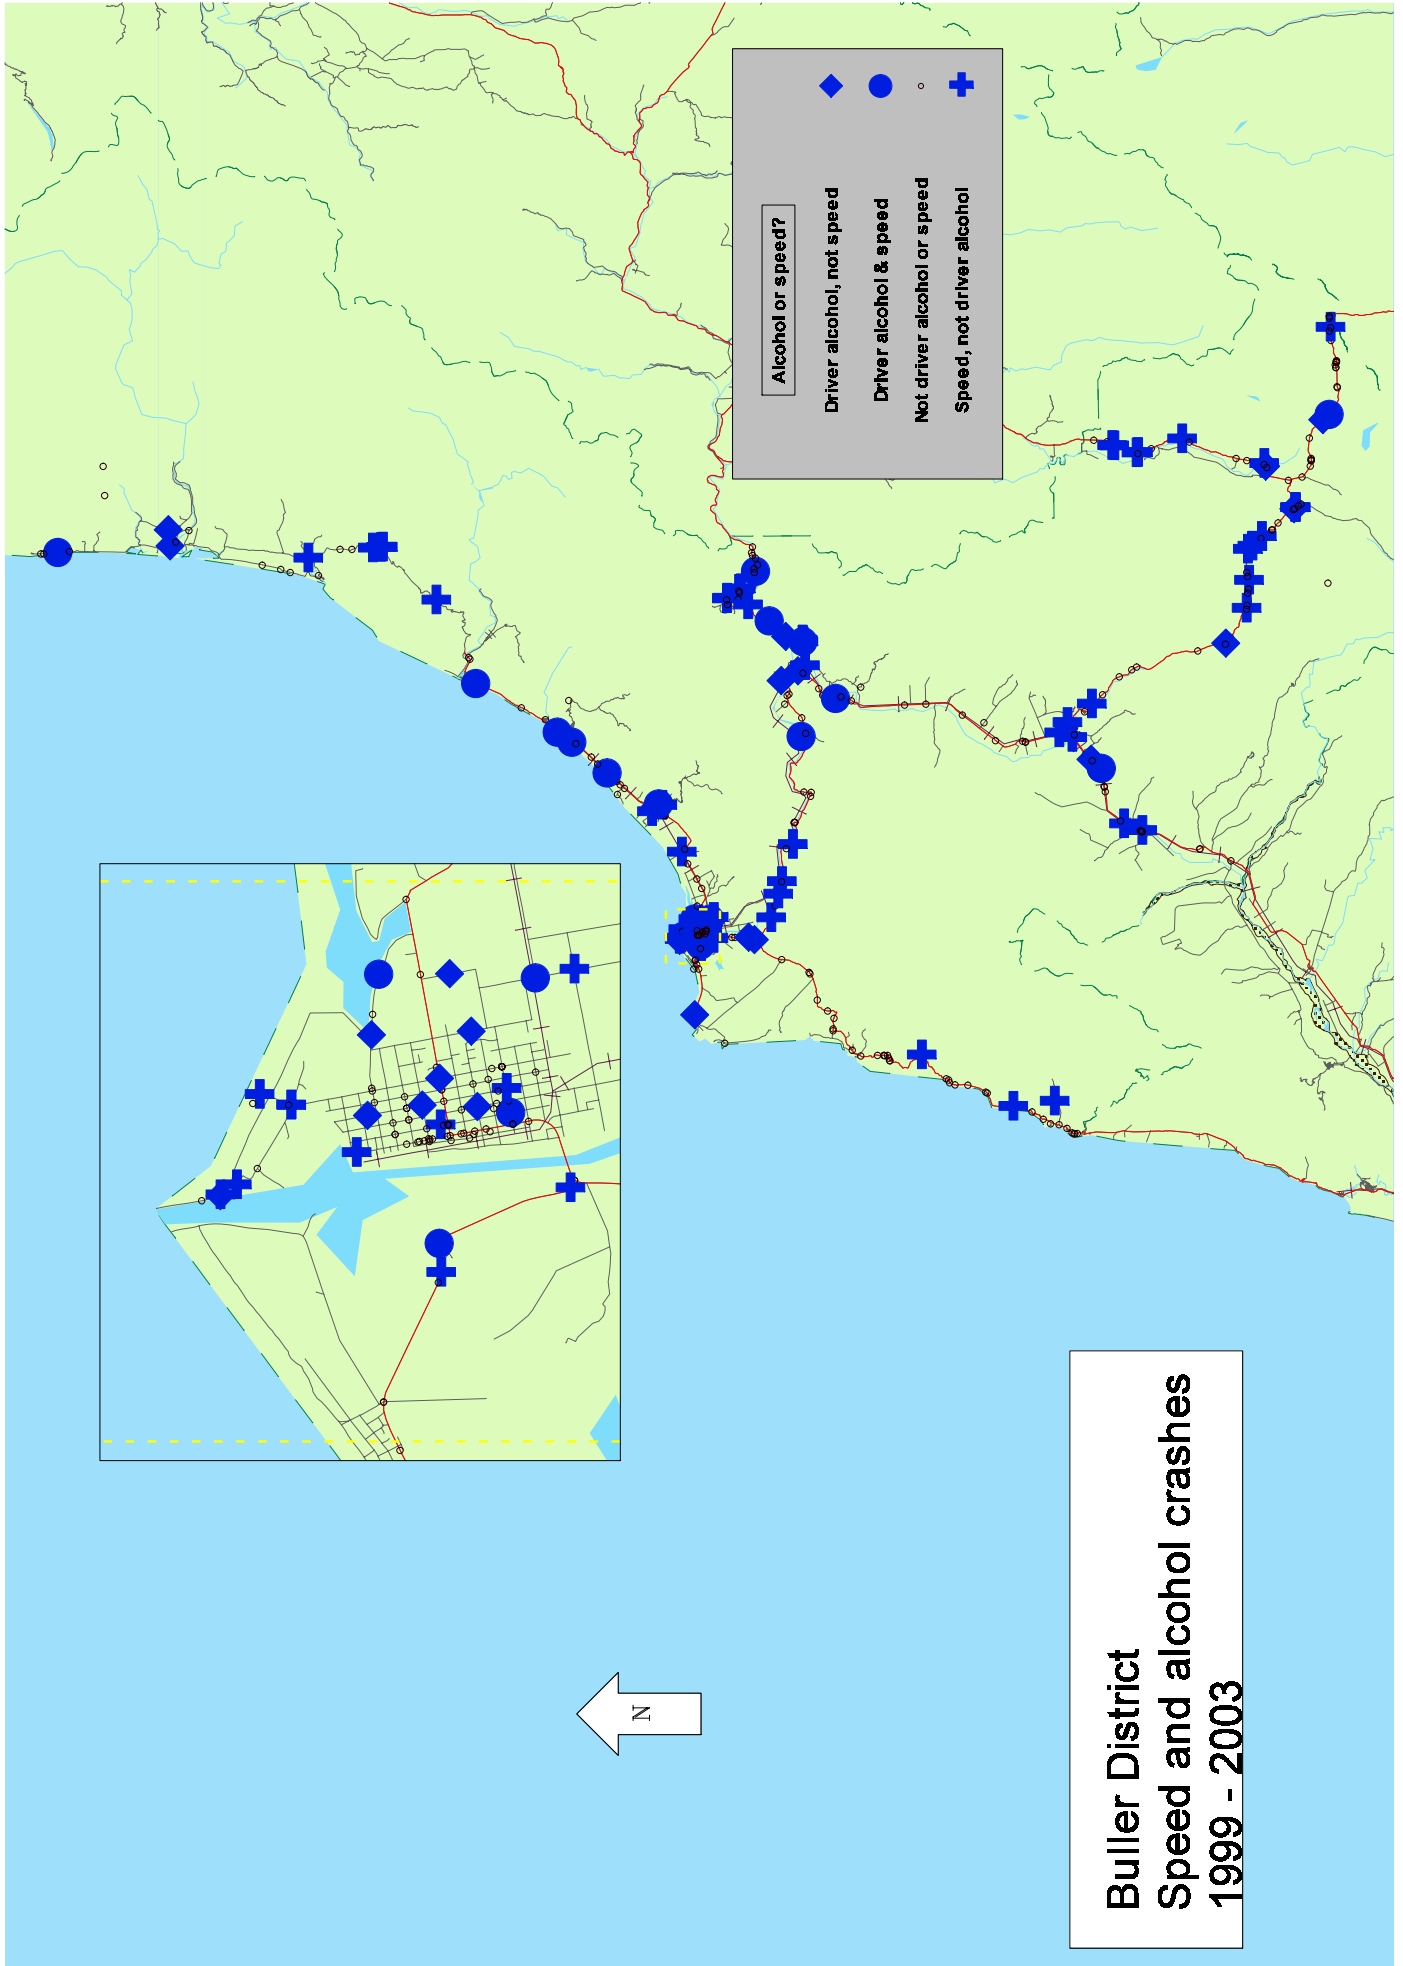 Alcohol or speed?
Driver alcohol, not speed
Driver alcohol & speed
Not driver alcohol or speed
Speed, not driver alcohol
N
Buller District
Speed and alcohol crashes
1999 - 2003